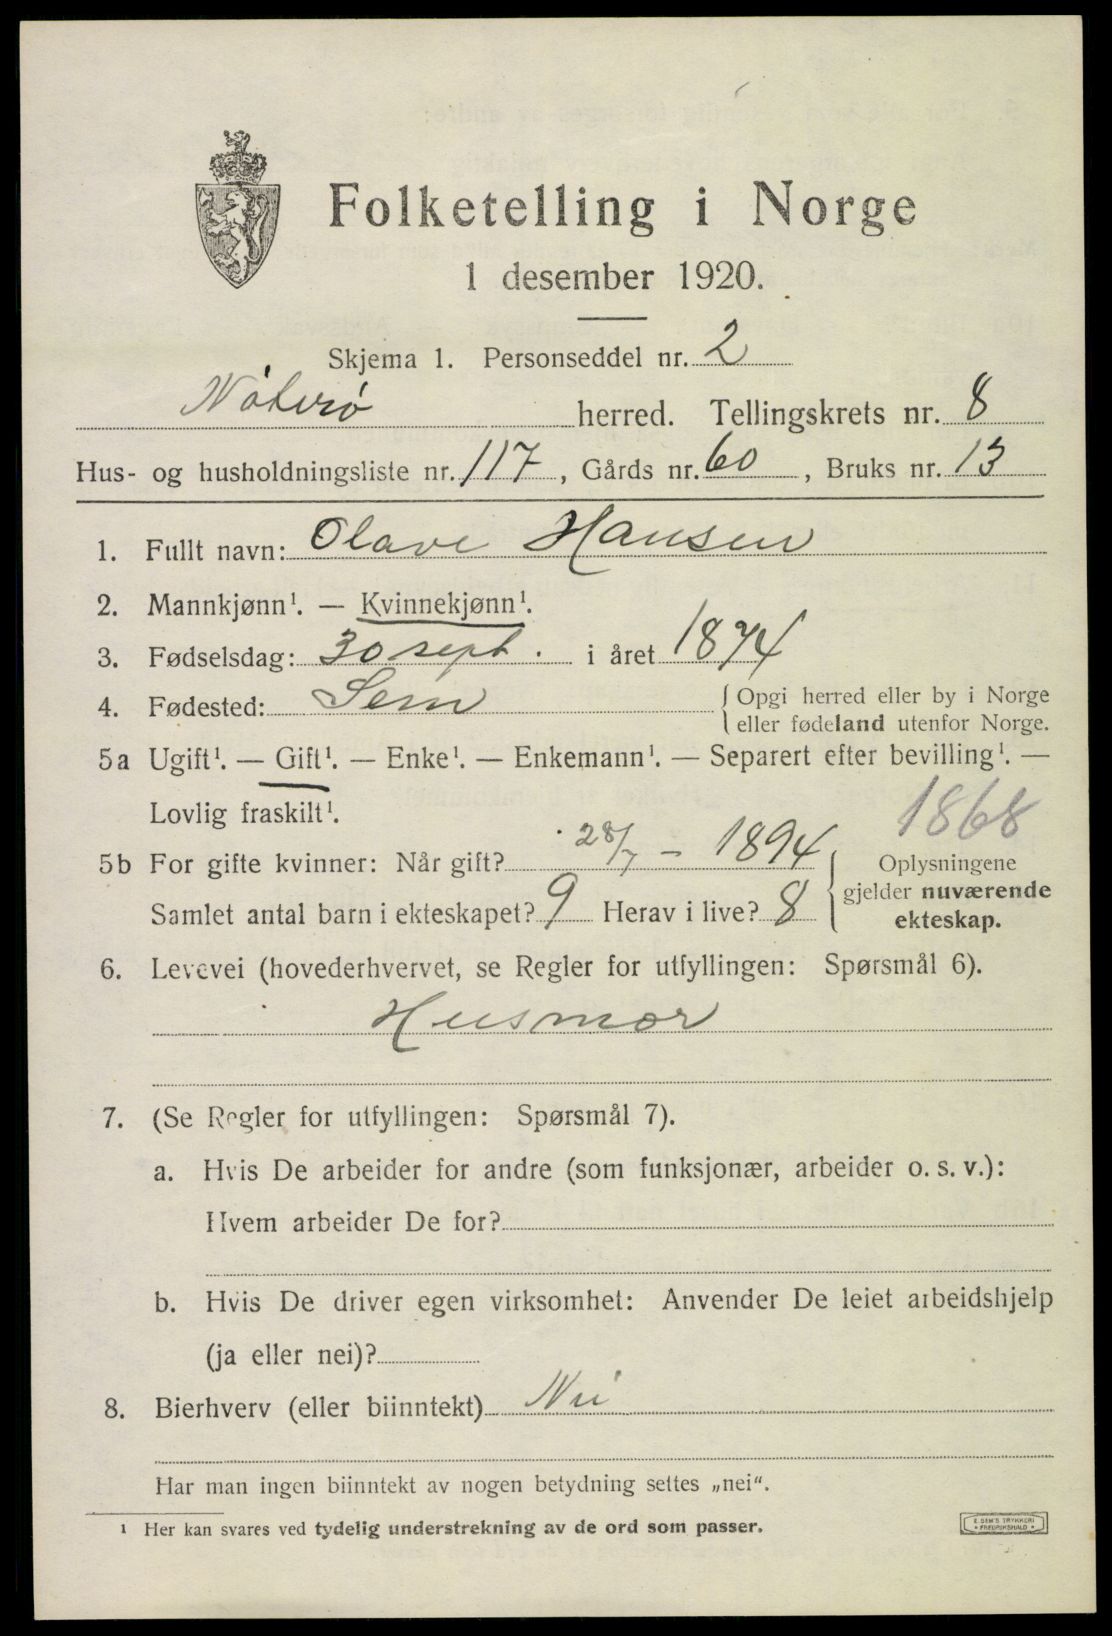 Folketelling i Norge
1 desember 1920.
Skjema 1. Personseddel nr. 2
Nøterø herred. Tellingskrets nr. 8
Hus- og husholdningsliste nr. 117, Gårds nr. 60, Bruks nr. 13
1. Fullt navn: Olave Hansen
2. Mannkjønn¹. — Kvinnekjønn¹.
3. Fødselsdag: 30 sept. i året 1874
4. Fødested: Sem { Opgi herred eller by i Norge
eller fødeland utenfor Norge.
5a Ugift¹. — Gift¹. — Enke¹. — Enkemann¹. — Separert efter bevilling¹. —
Lovlig fraskilt¹.
1868
5b For gifte kvinner: Når gift? 28/7 – 1894
Samlet antal barn i ekteskapet? 9 Herav i live? 8
Oplysningene
gjelder nuværende
ekteskap.
6. Levevei (hovederhvervet, se Regler for utfyllingen: Spørsmål 6).
Husmor
7. (Se Regler for utfyllingen: Spørsmål 7).
a. Hvis De arbeider for andre (som funksjonær, arbeider o. s. v.):
Hvem arbeider De for?
b. Hvis De driver egen virksomhet: Anvender De leiet arbeidshjelp
(ja eller nei)?
8. Bierhverv (eller biinntekt) Nei
Har man ingen biinntekt av nogen betydning settes „nei“.
¹ Her kan svares ved tydelig understrekning av de ord som passer.
E. SEM'S TRYKKERI
FREDRIKSHALD